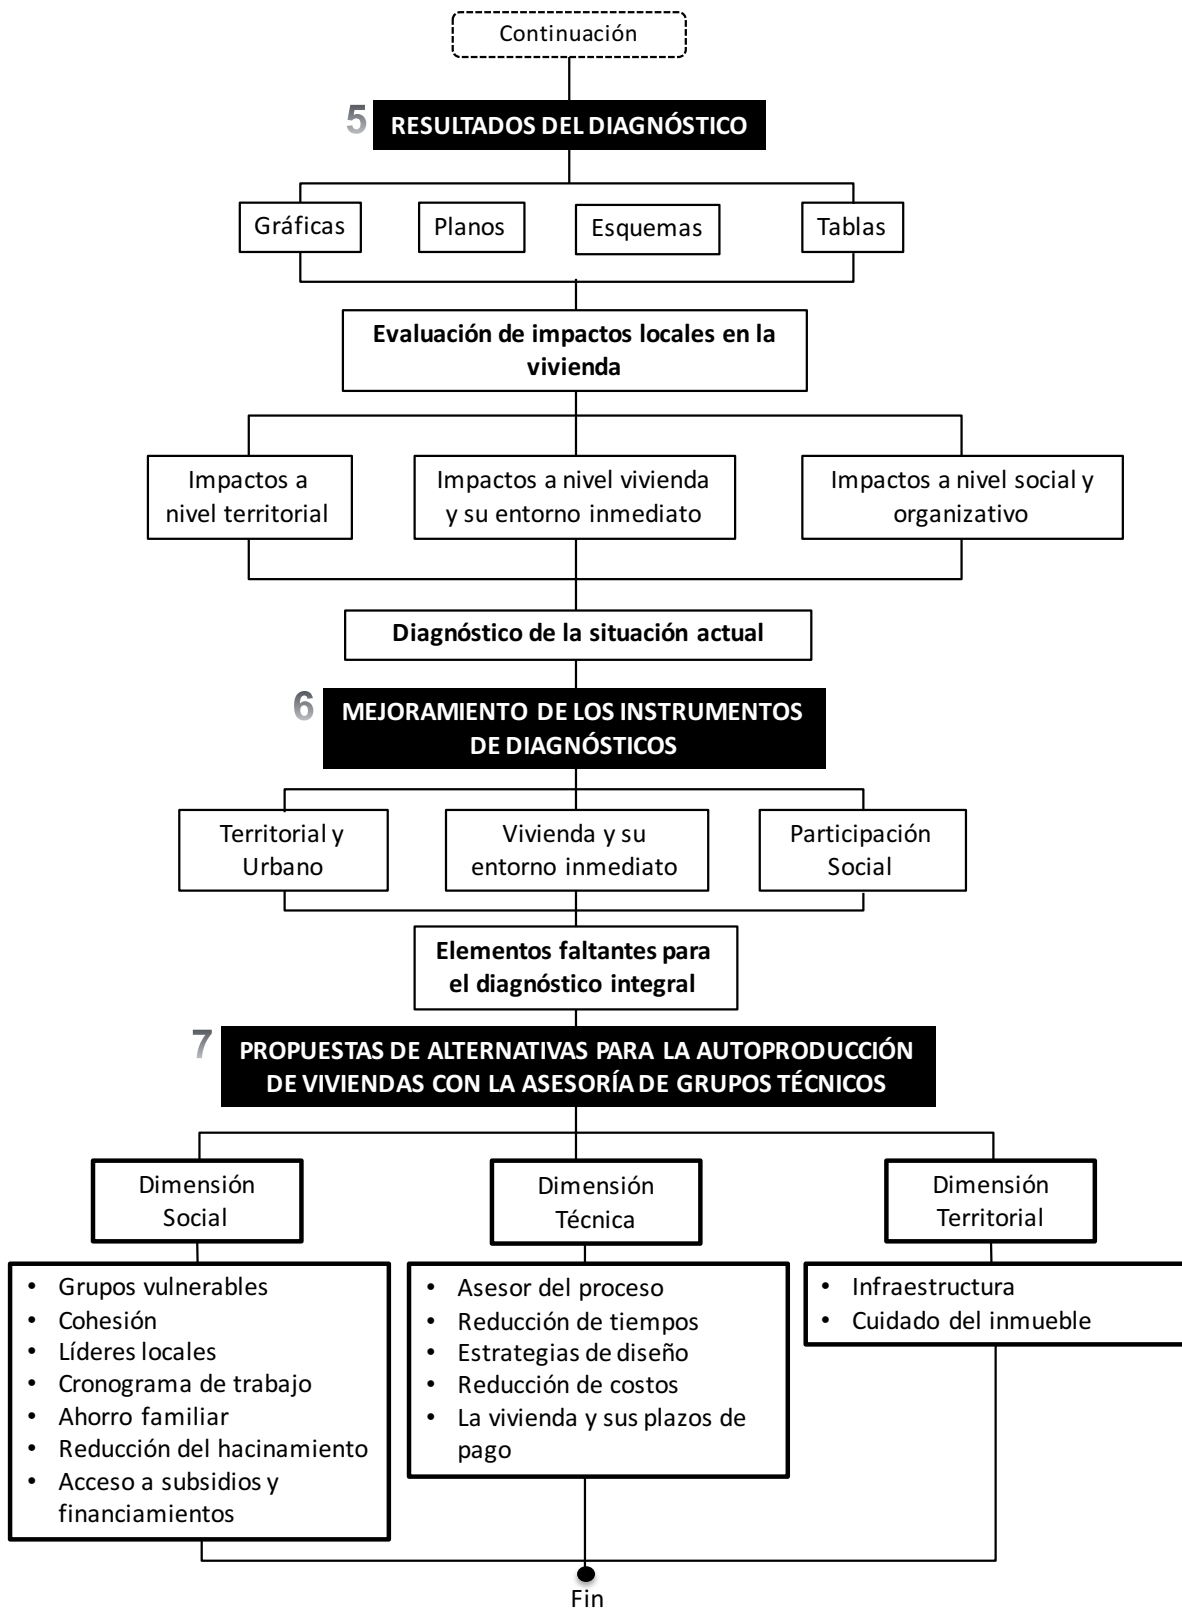 Continuación
5 RESULTADOS DEL DIAGNÓSTICO
Gráficas
Planos
Esquemas
Tablas
Evaluación de impactos locales en la
vivienda
Impactos a
nivel territorial
Impactos a nivel vivienda
y su entorno inmediato
Impactos a nivel social y
organizativo
Diagnóstico de la situación actual
6 MEJORAMIENTO DE LOS INSTRUMENTOS
DE DIAGNÓSTICOS
Territorial y
Urbano
Vivienda y su
entorno inmediato
Participación
Social
Elementos faltantes para
el diagnóstico integral
7 PROPUESTAS DE ALTERNATIVAS PARA LA AUTOPRODUCCIÓN
DE VIVIENDAS CON LA ASESORÍA DE GRUPOS TÉCNICOS
Dimensión
Social
• Grupos vulnerables
• Cohesión
• Líderes locales
• Cronograma de trabajo
• Ahorro familiar
• Reducción del hacinamiento
• Acceso a subsidios y
financiamientos
Dimensión
Técnica
• Asesor del proceso
• Reducción de tiempos
• Estrategias de diseño
• Reducción de costos
• La vivienda y sus plazos de
pago
Dimensión
Territorial
• Infraestructura
• Cuidado del inmueble
Fin